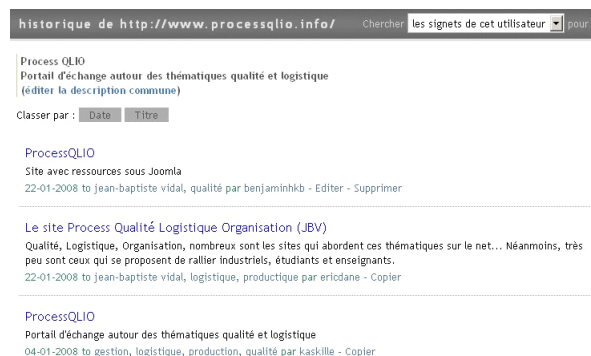 historique de http://www.processqlio.info/ Chercher les signets de cet utilisateur pour
Process QLIO
Portail d'échange autour des thématiques qualité et logistique
(éditer la description commune)
Classer par : Date Titre
ProcessQLIO
Site avec ressources sous Joomla
22-01-2008 to jean-baptiste vidal, qualité par benjaminhkb - Editer - Supprimer
Le site Process Qualité Logistique Organisation (JBV)
Qualité, Logistique, Organisation, nombreux sont les sites qui abordent ces thématiques sur le net... Néanmoins, très
peu sont ceux qui se proposent de rallier industriels, étudiants et enseignants.
22-01-2008 to jean-baptiste vidal, logistique, productique par ericdane - Copier
ProcessQLIO
Portail d'échange autour des thématiques qualité et logistique
04-01-2008 to gestion, logistique, production, qualité par kaskille - Copier